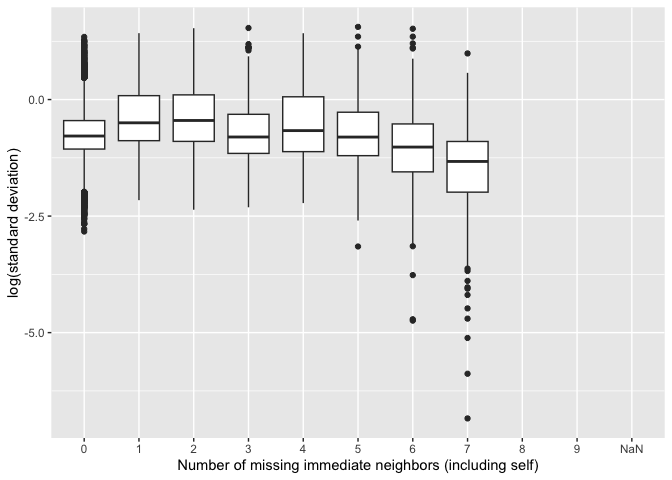 log(standard deviation)
0.0
-2.5
-5.0
0 1 2 3 4 5 6 7 8 9 NaN
Number of missing immediate neighbors (including self)